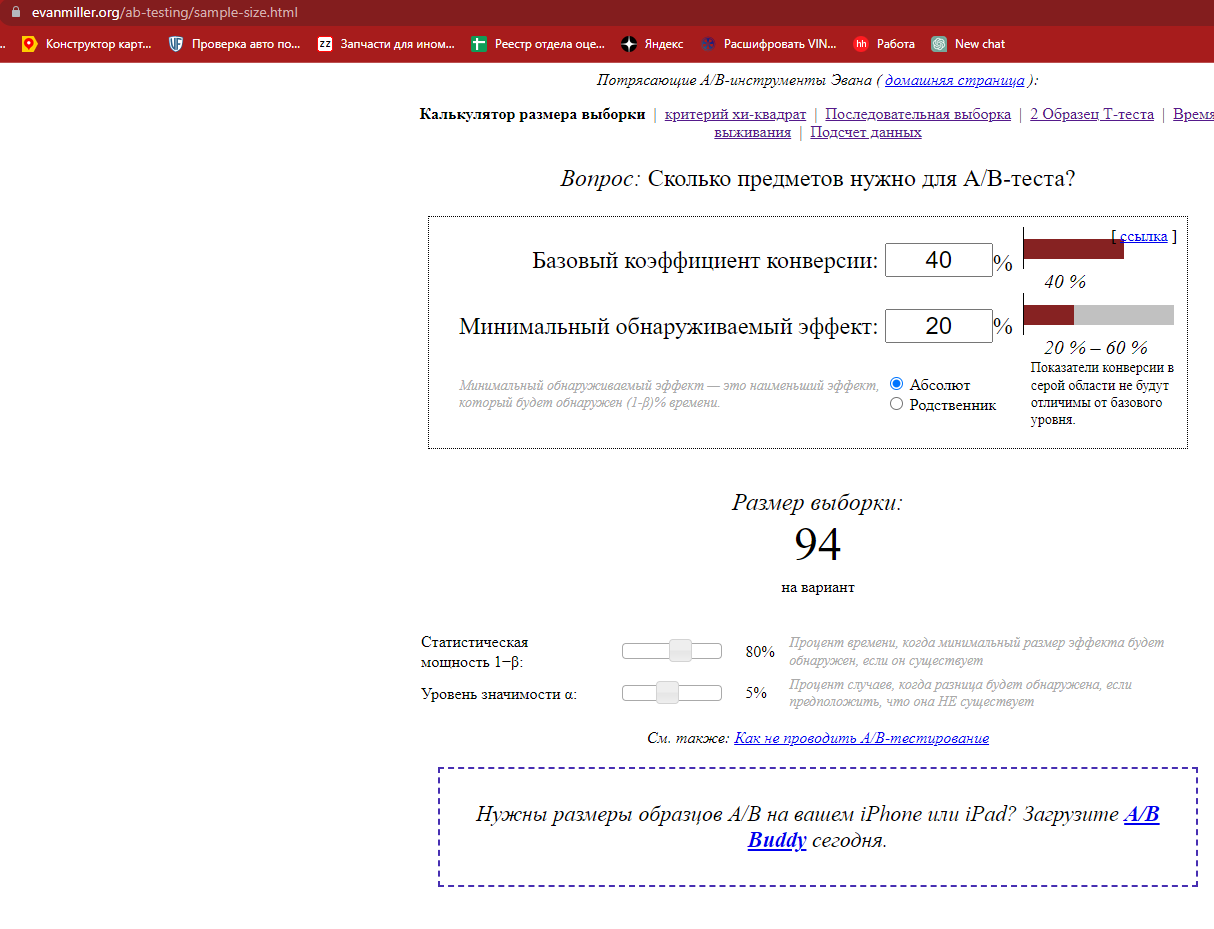 evanmiller.org/ab-testing/sample-size.html
.. Конструктор карт... Проверка авто по... Запчасти для ином... Реестр отдела оце... Яндекс Расшифровать VIN... hh Работа New chat
Потрясающие A/B-инструменты Эвана ( домашняя страница ):
Калькулятор размера выборки | критерий хи-квадрат | Последовательная выборка | 2 Образец Т-теста | Время
выживания | Подсчет данных
Вопрос: Сколько предметов нужно для A/B-теста?
[ ссылка ]
Базовый коэффициент конверсии: 40 %
40 %
Минимальный обнаруживаемый эффект: 20 %
20 % – 60 %
Минимальный обнаруживаемый эффект — это наименьший эффект,
который будет обнаружен (1-β)% времени.
Абсолют
Родственник
Показатели конверсии в
серой области не будут
отличимы от базового
уровня.
Размер выборки:
94
на вариант
Статистическая
мощность 1−β:
80%
Процент времени, когда минимальный размер эффекта будет
обнаружен, если он существует
Уровень значимости α:
5%
Процент случаев, когда разница будет обнаружена, если
предположить, что она НЕ существует
См. также: Как не проводить A/B-тестирование
Нужны размеры образцов A/B на вашем iPhone или iPad? Загрузите A/B
Buddy сегодня.